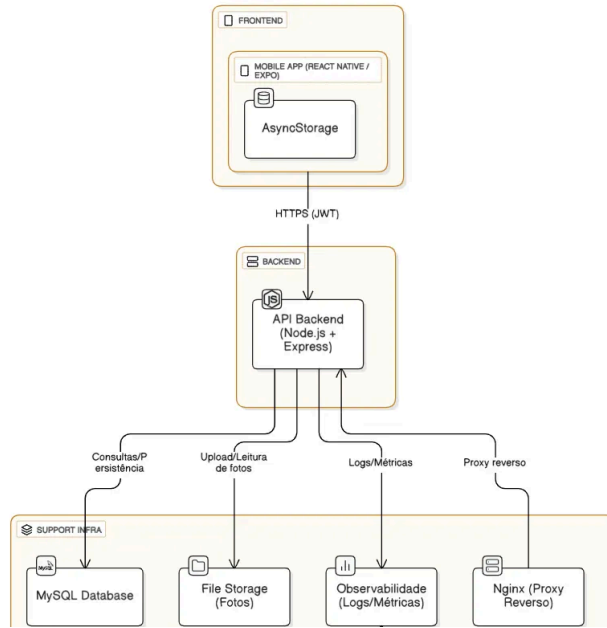 FRONTEND
MOBILE APP (REACT NATIVE /
EXPO)
AsyncStorage
HTTPS (JWT)
BACKEND
JS
API Backend
(Node.js +
Express)
Consultas/P
ersistência
Upload/Leitura
de fotos
Logs/Métricas
Proxy reverso
SUPPORT INFRA
MySQL
MySQL Database
File Storage
(Fotos)
Observabilidade
(Logs/Métricas)
Nginx (Proxy
Reverso)